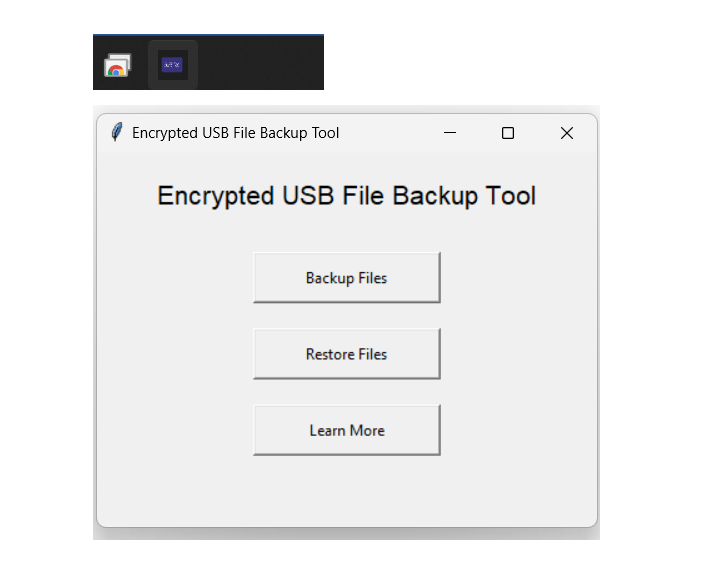 Encrypted USB File Backup Tool
Encrypted USB File Backup Tool
Backup Files
Restore Files
Learn More